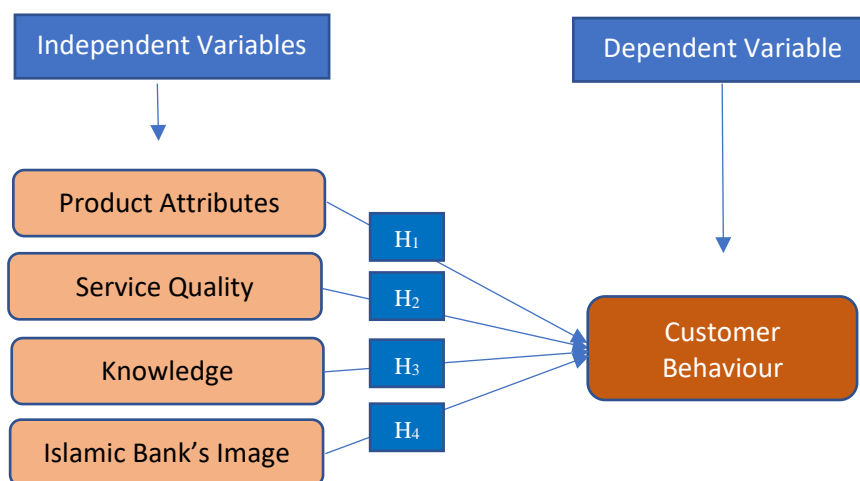 Independent Variables
Dependent Variable
Product Attributes
H₁
Service Quality
H₂
Customer
Behaviour
Knowledge
H₃
Islamic Bank’s Image
H₄